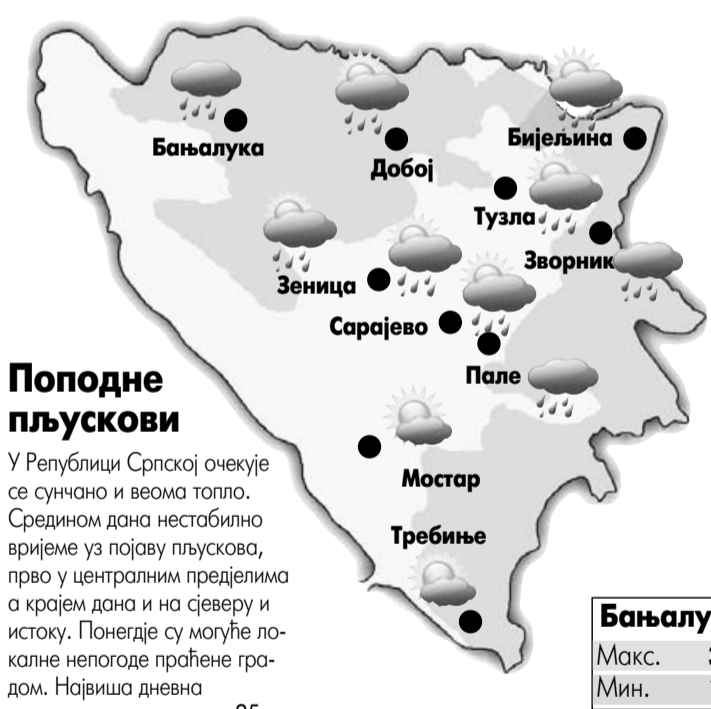 Бањалука
Добој
Бијељина
Тузла
Зворник
Зеница
Сарајево
Пале
Мостар
Требиње
Поподне
пљускови
У Републици Српској очекује
се сунчано и веома топло.
Средином дана нестабилно
вријеме уз појаву пљускова,
прво у централним предјелима
а крајем дана и на сјеверу и
истоку. Понегдје су могуће ло-
калне непогоде праћене гра-
дом. Највиша дневна
Макс.
Мин.